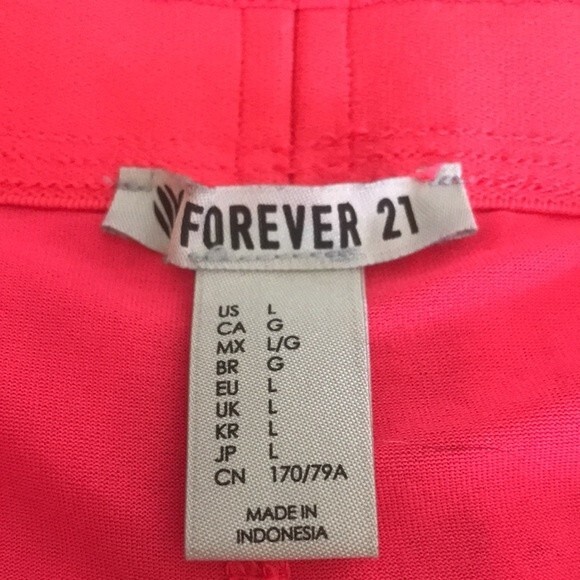 FOREVER 21
US L
CA G
MX L/G
BR G
EU L
UK L
KR L
JP L
CN 170/79A
MADE IN
INDONESIA